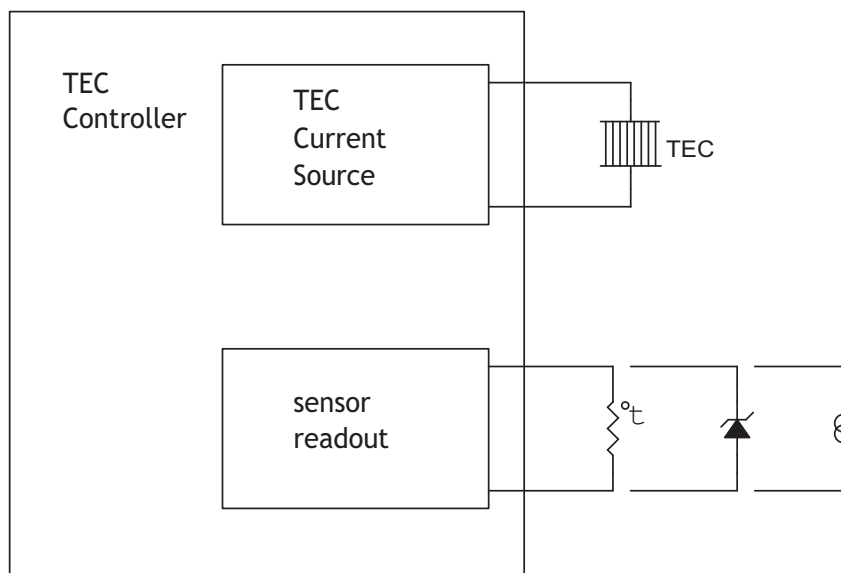 TEC
Controller
TEC
Current
Source
TEC
sensor
readout
°t